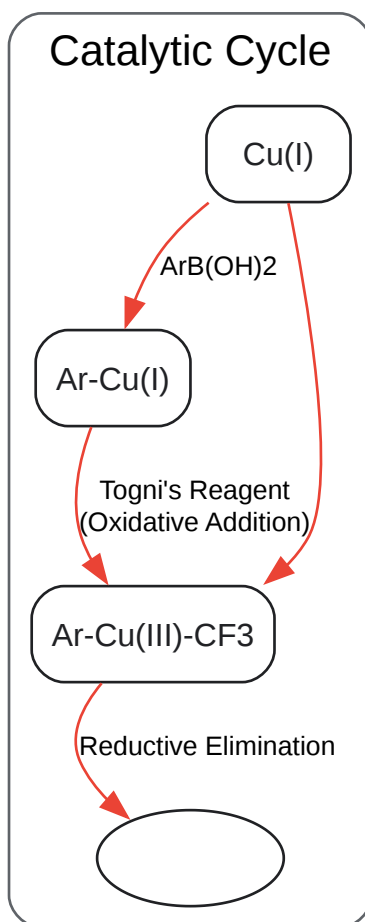 Catalytic Cycle
Cu(I)
ArB(OH)2
Ar-Cu(I)
Togni's Reagent
(Oxidative Addition)
Ar-Cu(III)-CF3
Reductive Elimination